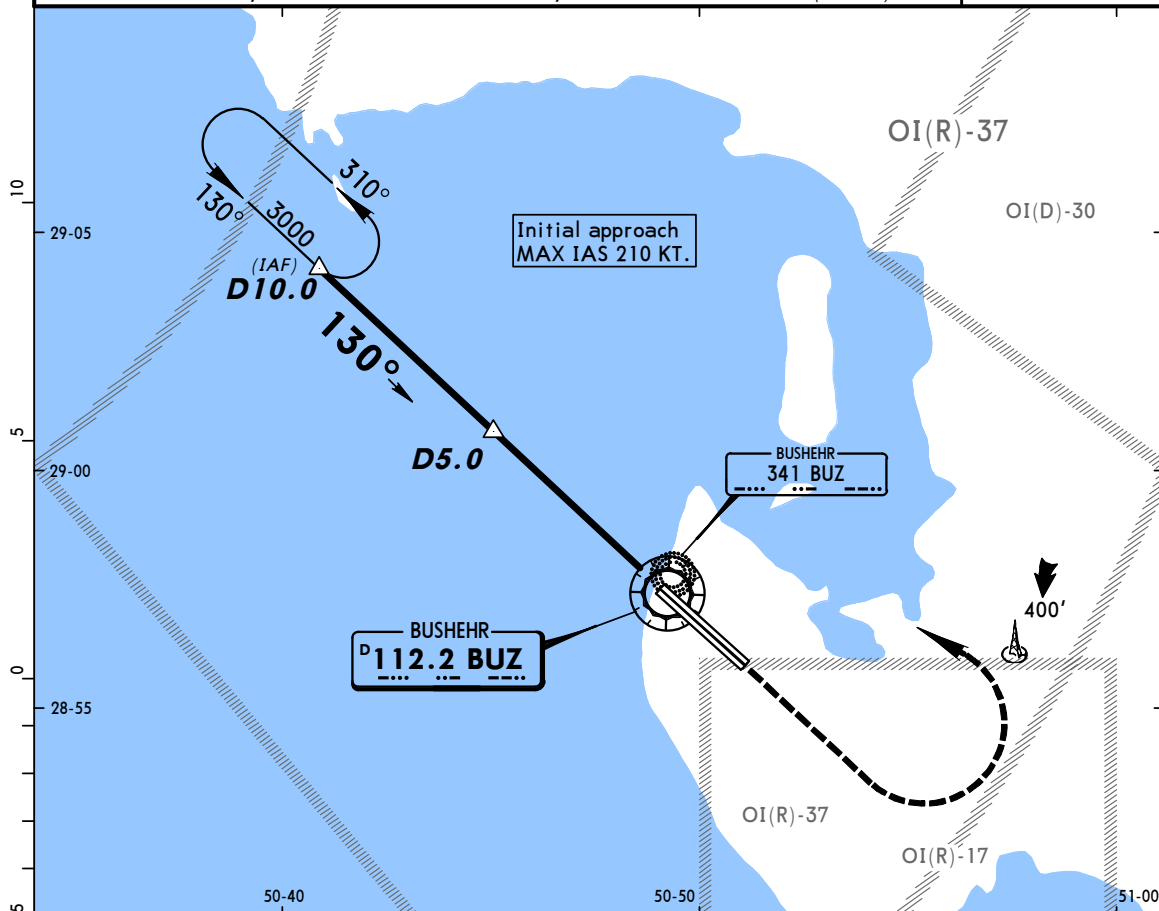 OI(R)-37
310°
10
130°
3000
OI(D)-30
29-05
Initial approach
MAX IAS 210 KT.
(IAF)
D10.0
130°
5
D5.0
29-00
BUSHEHR
341 BUZ
400'
BUSHEHR
D 112.2 BUZ
0
28-55
OI(R)-37
OI(R)-17
50-40
50-50
51-00